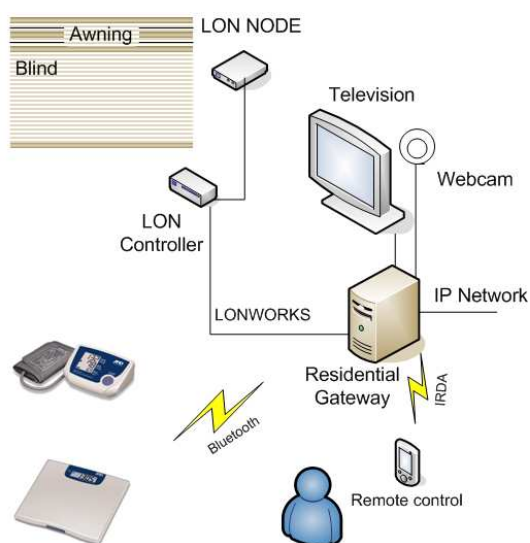 Awning
Blind
LON NODE
Television
Webcam
LON
Controller
IP Network
LONWORKS
Residential
Gateway
IRDA
Bluetooth
Remote control